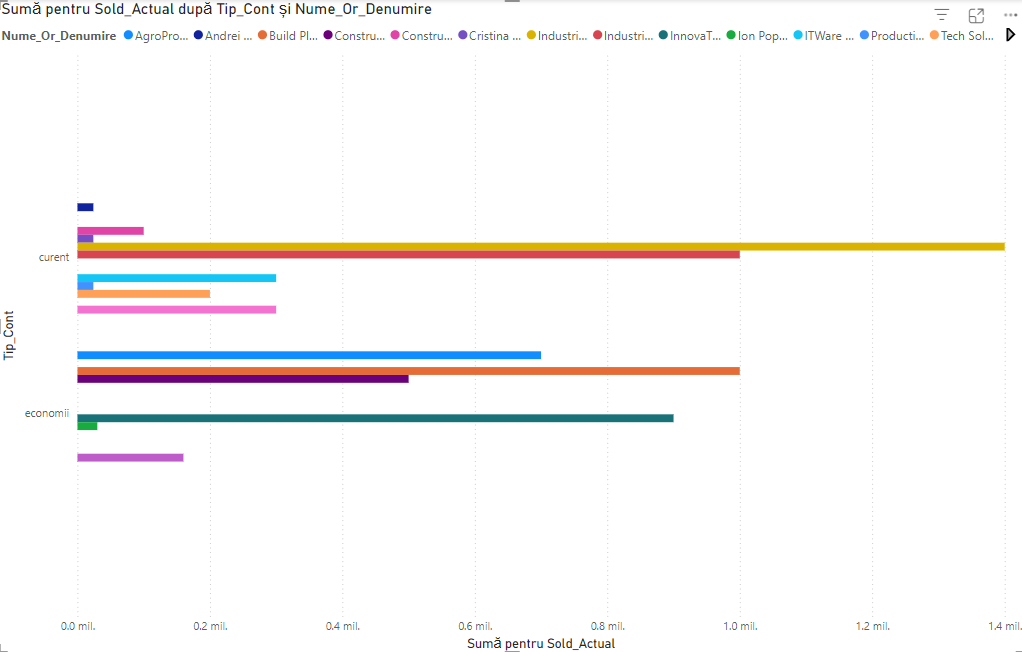 Sumă pentru Sold_Actual după Tip_Cont și Nume_Or_Denumire
Nume_Or_Denumire AgroPro... Andrei ... Build Pl... Constru... Constru... Cristina ... Industri... Industri... InnovaT... Ion Pop... ITWare ... Producti... Tech Sol...
curent
economii
Tip_Cont
0.0 mil. 0.2 mil. 0.4 mil. 0.6 mil. 0.8 mil. 1.0 mil. 1.2 mil. 1.4 mil.
Sumă pentru Sold_Actual